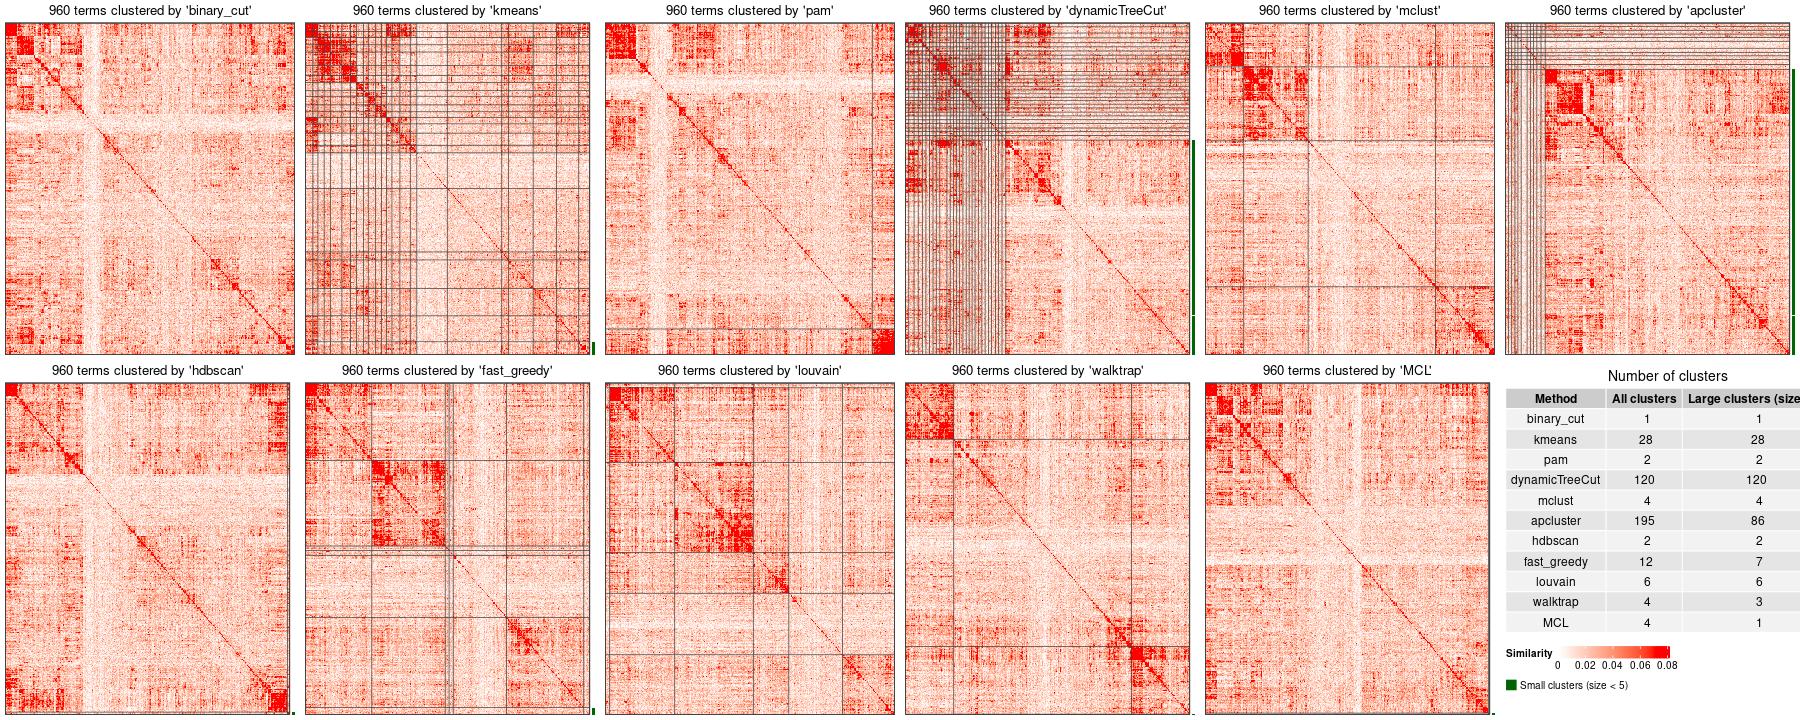 960 terms clustered by 'binary_cut'
960 terms clustered by 'kmeans'
960 terms clustered by 'pam'
960 terms clustered by 'dynamicTreeCut'
960 terms clustered by 'mclust'
960 terms clustered by 'apcluster'
960 terms clustered by 'hdbscan'
960 terms clustered by 'fast_greedy'
960 terms clustered by 'louvain'
960 terms clustered by 'walktrap'
960 terms clustered by 'MCL'
Number of clusters
Method All clusters Large clusters (size
binary_cut 1 1
kmeans 28 28
pam 2 2
dynamicTreeCut 120 120
mclust 4 4
apcluster 195 86
hdbscan 2 2
fast_greedy 12 7
louvain 6 6
walktrap 4 3
MCL 4 1
Similarity
0 0.02 0.04 0.06 0.08
Small clusters (size < 5)